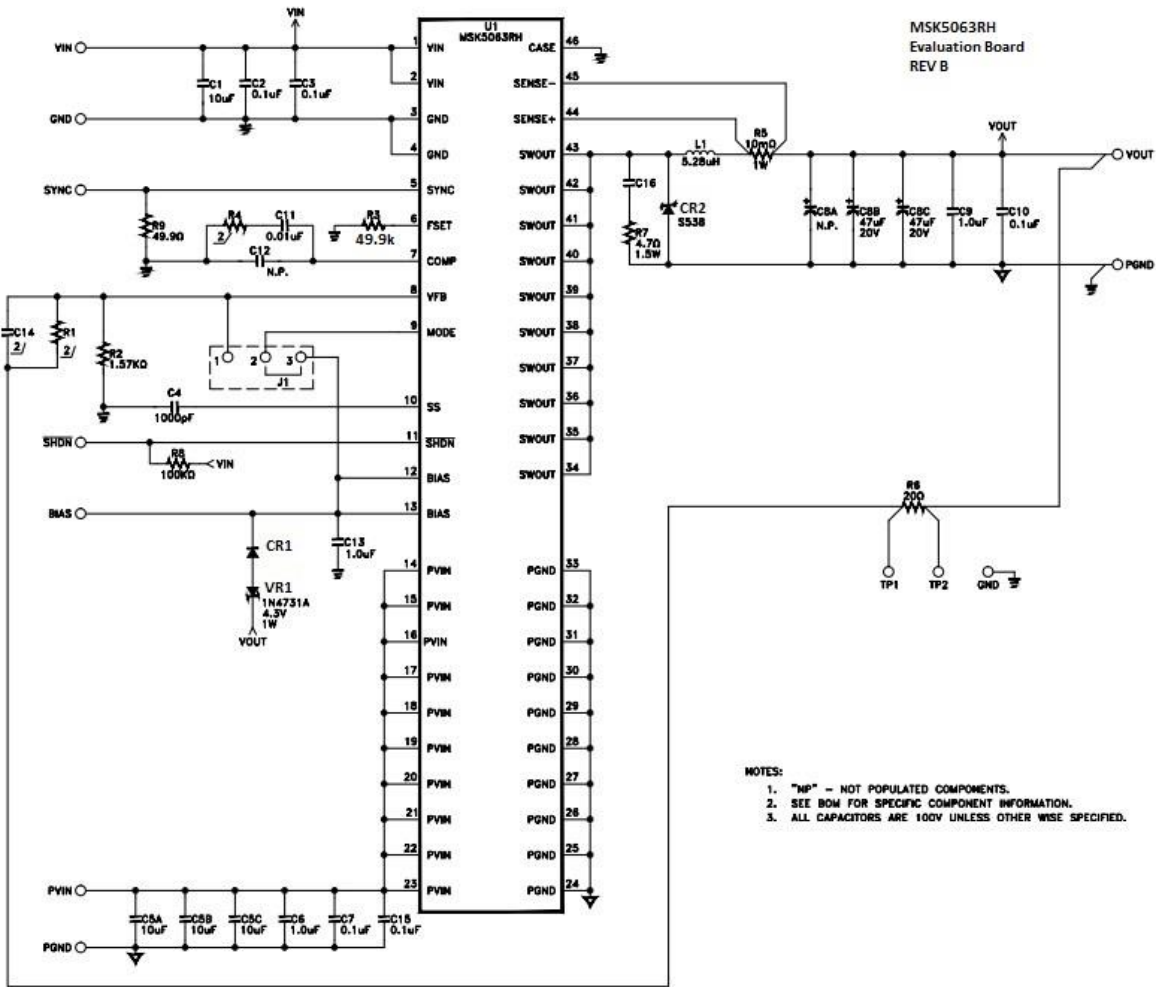 MSK5063RH
Evaluation Board
REV B
U1
MSK5063RH
VIN
VIN
1 VIN
2 VIN
C1
10uF
C2
0.1uF
C3
0.1uF
GND
3 GND
4 GND
SYNC
5 SYNC
R9
49.9Ω
R4
2/
C11
0.01uF
C12
N.P.
R3
49.9k
6 FSET
7 COMP
8 VFB
9 MODE
C14
2/
R1
2/
R2
1.57KΩ
1 2 3
J1
C4
1000pF
10 SS
SHDN
11 SHDN
R8
100KΩ
VIN
12 BIAS
BIAS
13 BIAS
CR1
C13
1.0uF
VR1
1N4731A
4.3V
1W
VOUT
14 PVIN
15 PVIN
16 PVIN
17 PVIN
18 PVIN
19 PVIN
20 PVIN
21 PVIN
22 PVIN
23 PVIN
PVIN
PGND
C5A
10uF
C5B
10uF
C5C
10uF
C6
1.0uF
C7
0.1uF
C15
0.1uF
CASE 46
SENSE- 45
SENSE+ 44
SWOUT 43
SWOUT 42
SWOUT 41
SWOUT 40
SWOUT 39
SWOUT 38
SWOUT 37
SWOUT 36
SWOUT 35
SWOUT 34
PGND 33
PGND 32
PGND 31
PGND 30
PGND 29
PGND 28
PGND 27
PGND 26
PGND 25
PGND 24
L1
5.28uH
R5
10mΩ
1W
C16
R7
4.7Ω
1.5W
CR2
S538
C8A
N.P.
C8B
47uF
20V
C8C
47uF
20V
C9
1.0uF
C10
0.1uF
VOUT
VOUT
PGND
R6
20Ω
TP1
TP2
GND
NOTES:
1. "NP" - NOT POPULATED COMPONENTS.
2. SEE BOM FOR SPECIFIC COMPONENT INFORMATION.
3. ALL CAPACITORS ARE 100V UNLESS OTHER WISE SPECIFIED.